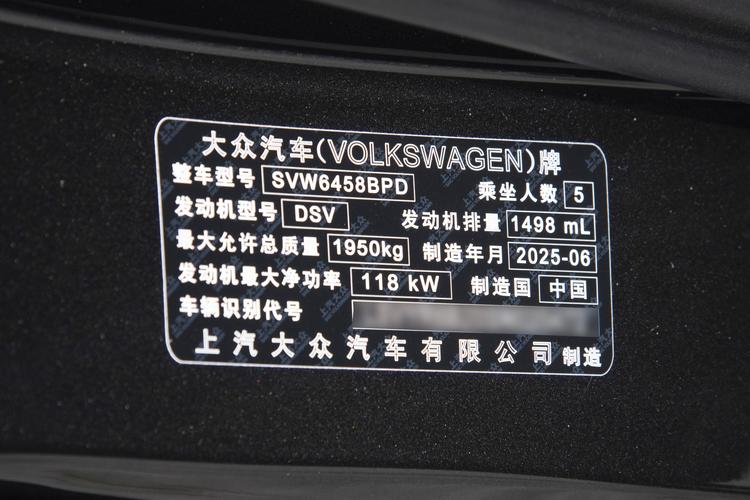 大众汽车(VOLKSWAGEN)牌
整车型号 SVW6458BPD 乘坐人数 5
发动机型号 DSV 发动机排量 1498 mL
最大允许总质量 1950kg 制造年月 2025-06
发动机最大净功率 118 kW 制造国 中国
车辆识别代号
上汽大众汽车有限公司 制造